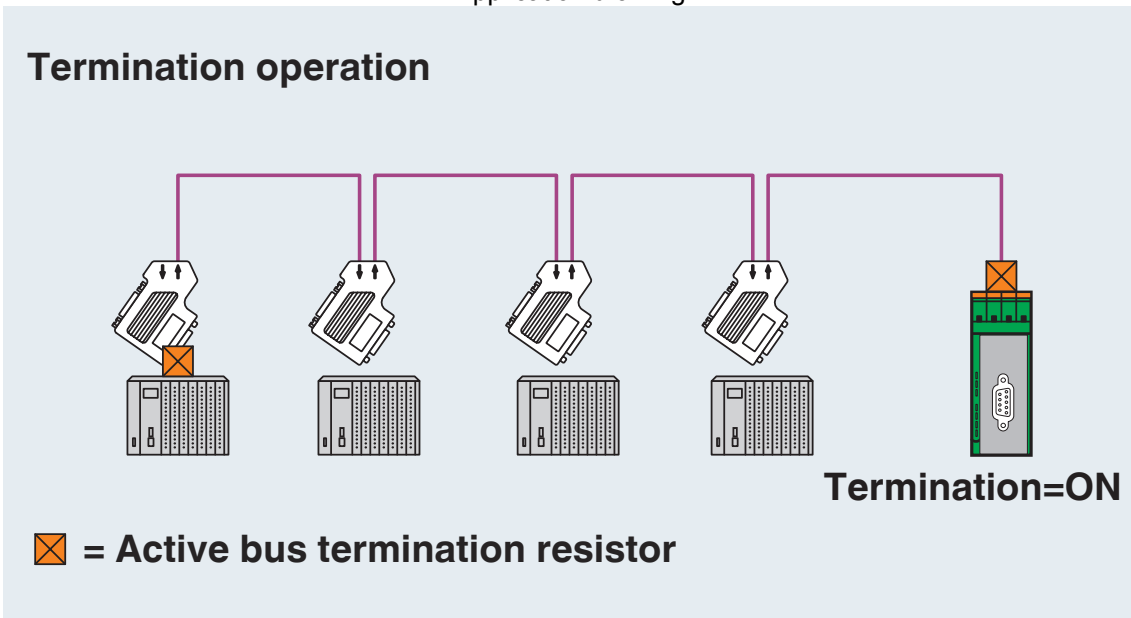 Termination operation
Termination=ON
= Active bus termination resistor